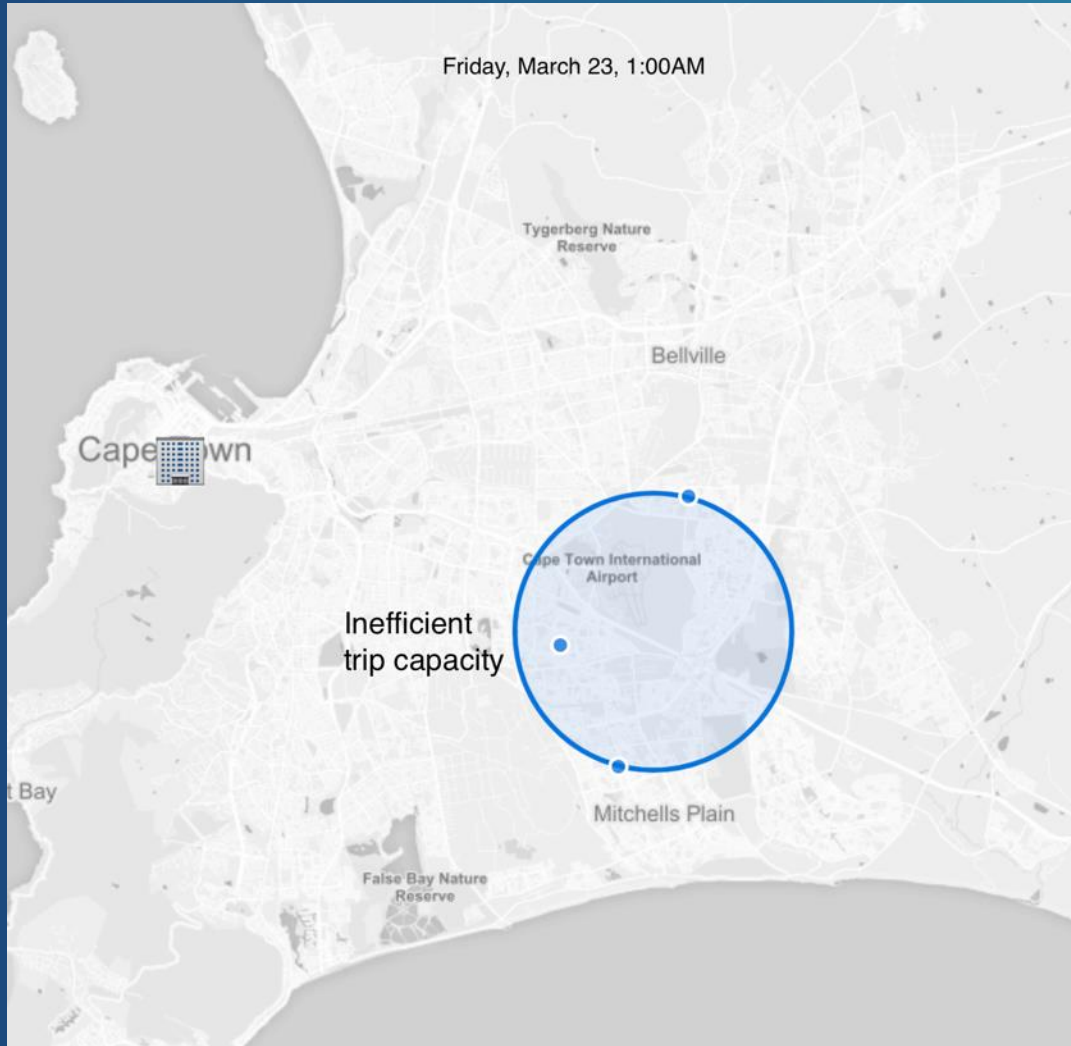 Friday, March 23, 1:00AM
Tygerberg Nature
Reserve
Bellville
Cape Town
Cape Town International
Airport
Inefficient
trip capacity
t Bay
Mitchells Plain
False Bay Nature
Reserve